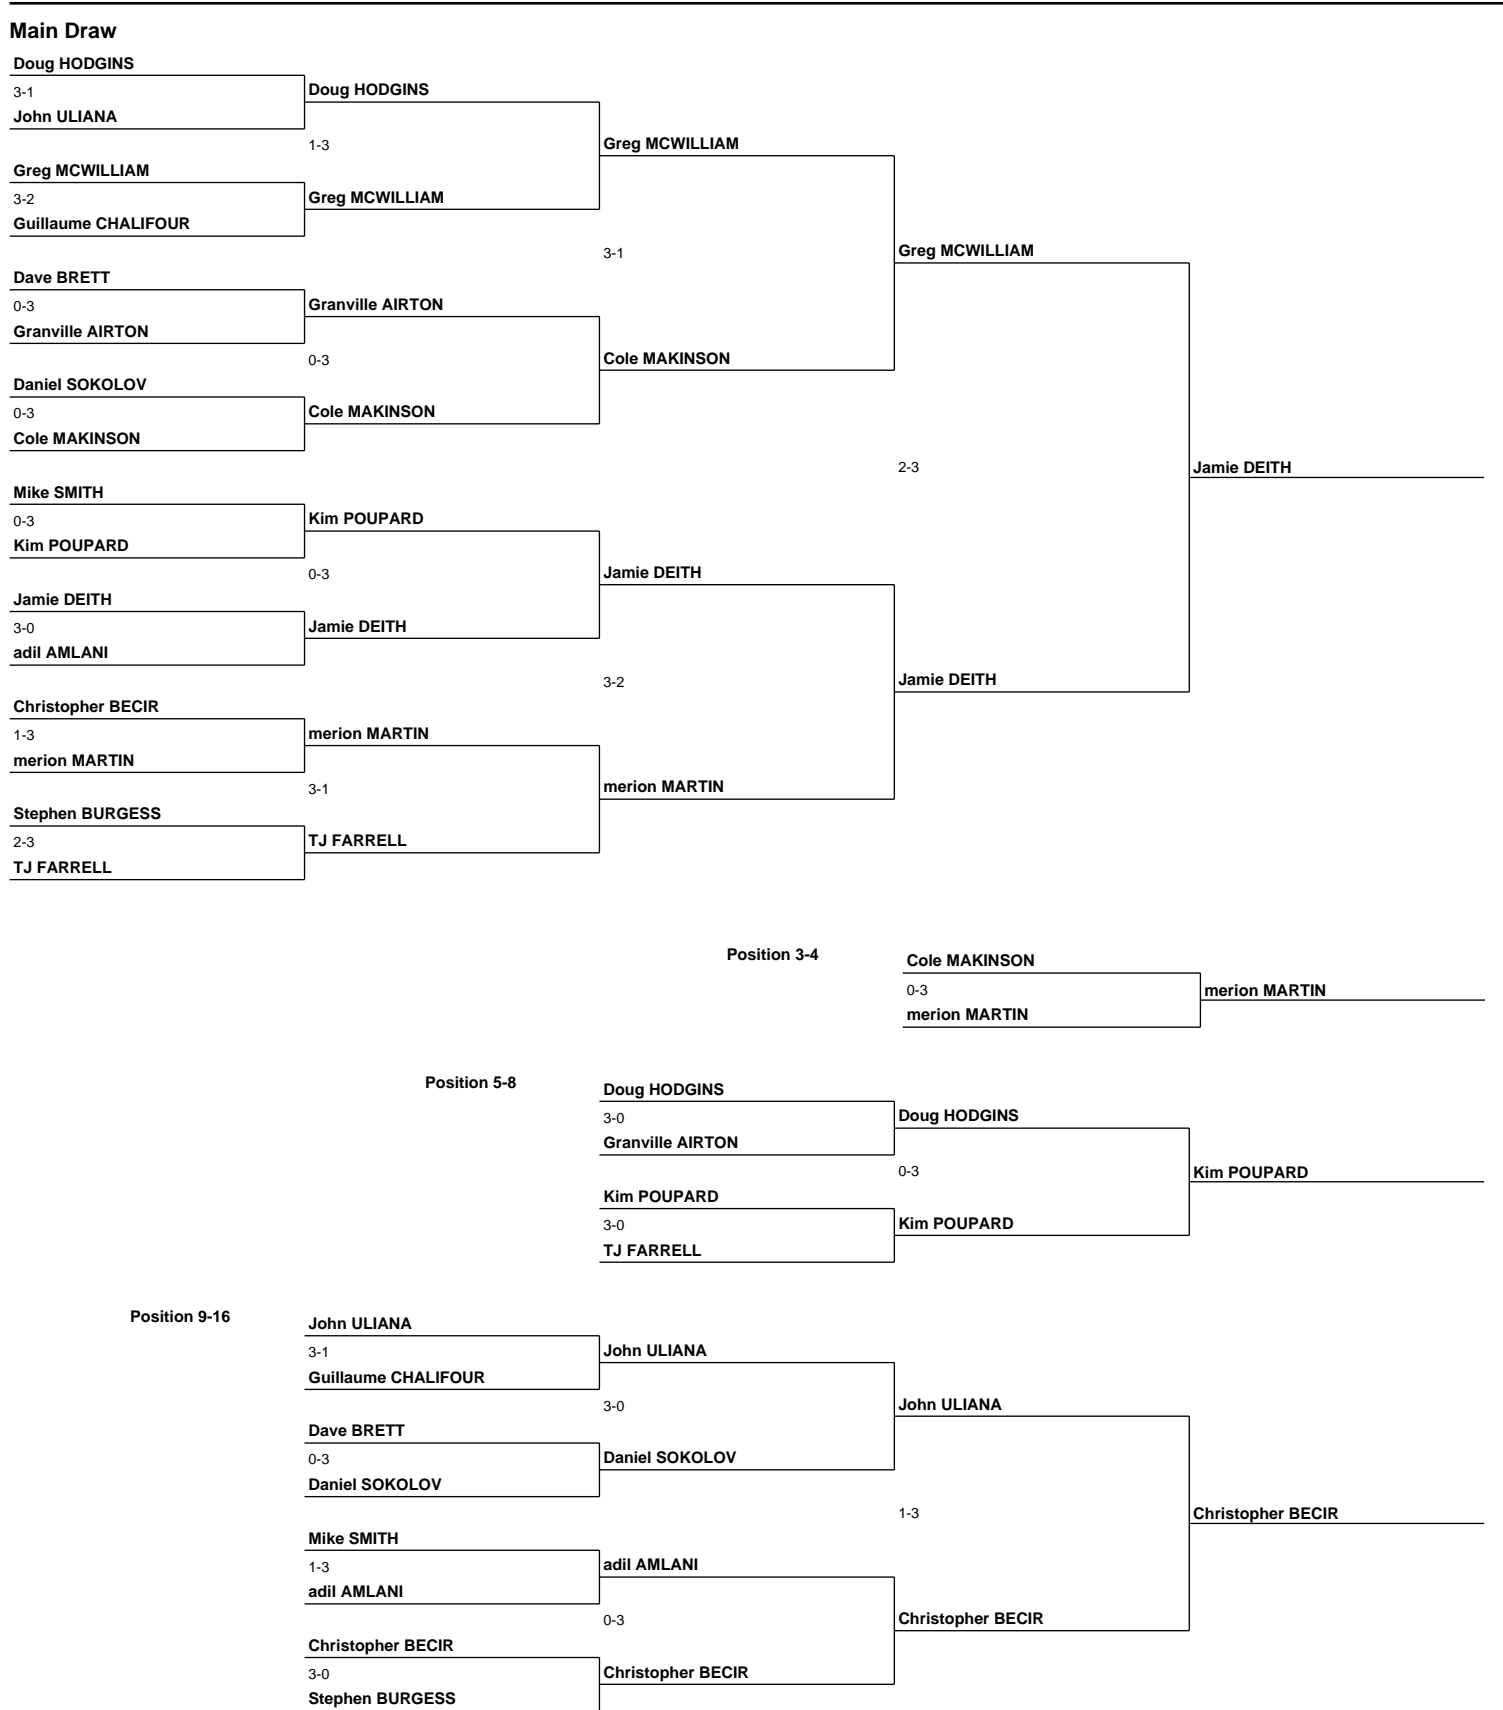 Main Draw
Doug HODGINS
3-1
Doug HODGINS
John ULIANA
1-3
Greg MCWILLIAM
Greg MCWILLIAM
3-2
Greg MCWILLIAM
Guillaume CHALIFOUR
3-1
Greg MCWILLIAM
Dave BRETT
0-3
Granville AIRTON
Granville AIRTON
0-3
Cole MAKINSON
Daniel SOKOLOV
0-3
Cole MAKINSON
Cole MAKINSON
2-3
Jamie DEITH
Mike SMITH
0-3
Kim POUPARD
Kim POUPARD
0-3
Jamie DEITH
Jamie DEITH
3-0
Jamie DEITH
adil AMLANI
3-2
Jamie DEITH
Christopher BECIR
1-3
merion MARTIN
merion MARTIN
3-1
merion MARTIN
Stephen BURGESS
2-3
TJ FARRELL
TJ FARRELL
Position 3-4
Cole MAKINSON
0-3
merion MARTIN
merion MARTIN
Position 5-8
Doug HODGINS
3-0
Doug HODGINS
Granville AIRTON
0-3
Kim POUPARD
Kim POUPARD
3-0
Kim POUPARD
TJ FARRELL
Position 9-16
John ULIANA
3-1
John ULIANA
Guillaume CHALIFOUR
3-0
John ULIANA
Dave BRETT
0-3
Daniel SOKOLOV
Daniel SOKOLOV
1-3
Christopher BECIR
Mike SMITH
1-3
adil AMLANI
adil AMLANI
0-3
Christopher BECIR
Christopher BECIR
3-0
Christopher BECIR
Stephen BURGESS